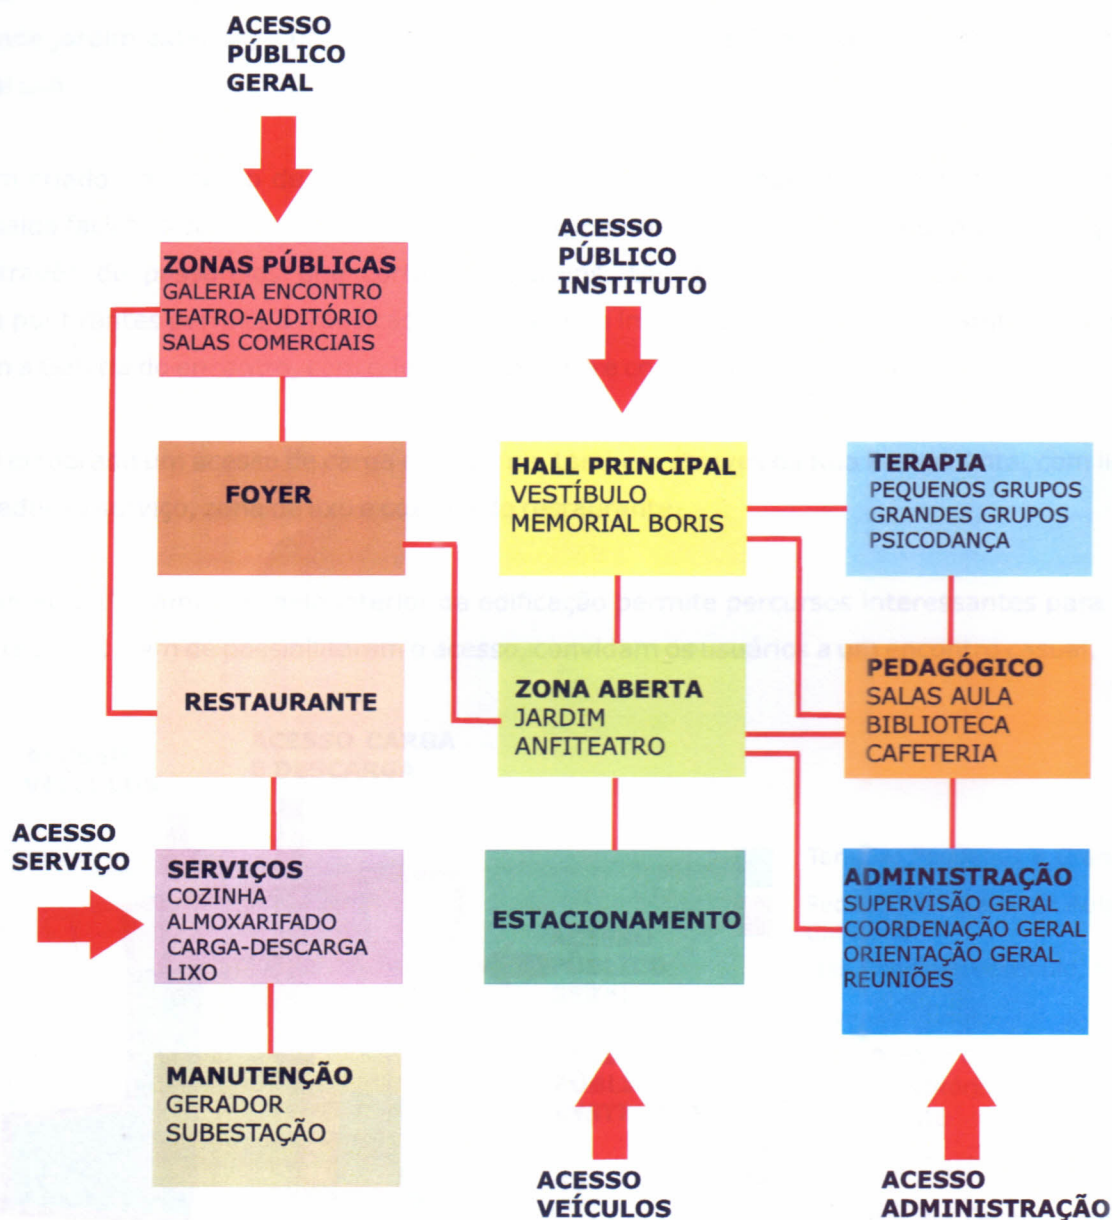 ACESSO
PÚBLICO
GERAL
ACESSO
PÚBLICO
INSTITUTO
ZONAS PÚBLICAS
GALERIA ENCONTRO
TEATRO-AUDITÓRIO
SALAS COMERCIAIS
FOYER
HALL PRINCIPAL
VESTÍBULO
MEMORIAL BORIS
TERAPIA
PEQUENOS GRUPOS
GRANDES GRUPOS
PSICODANÇA
RESTAURANTE
ZONA ABERTA
JARDIM
ANFITEATRO
PEDAGÓGICO
SALAS AULA
BIBLIOTECA
CAFETERIA
ACESSO
SERVIÇO
SERVIÇOS
COZINHA
ALMOXARIFADO
CARGA-DESCARGA
LIXO
ESTACIONAMENTO
ADMINISTRAÇÃO
SUPERVISÃO GERAL
COORDENAÇÃO GERAL
ORIENTAÇÃO GERAL
REUNIÕES
MANUTENÇÃO
GERADOR
SUBESTAÇÃO
ACESSO
VEÍCULOS
ACESSO
ADMINISTRAÇÃO